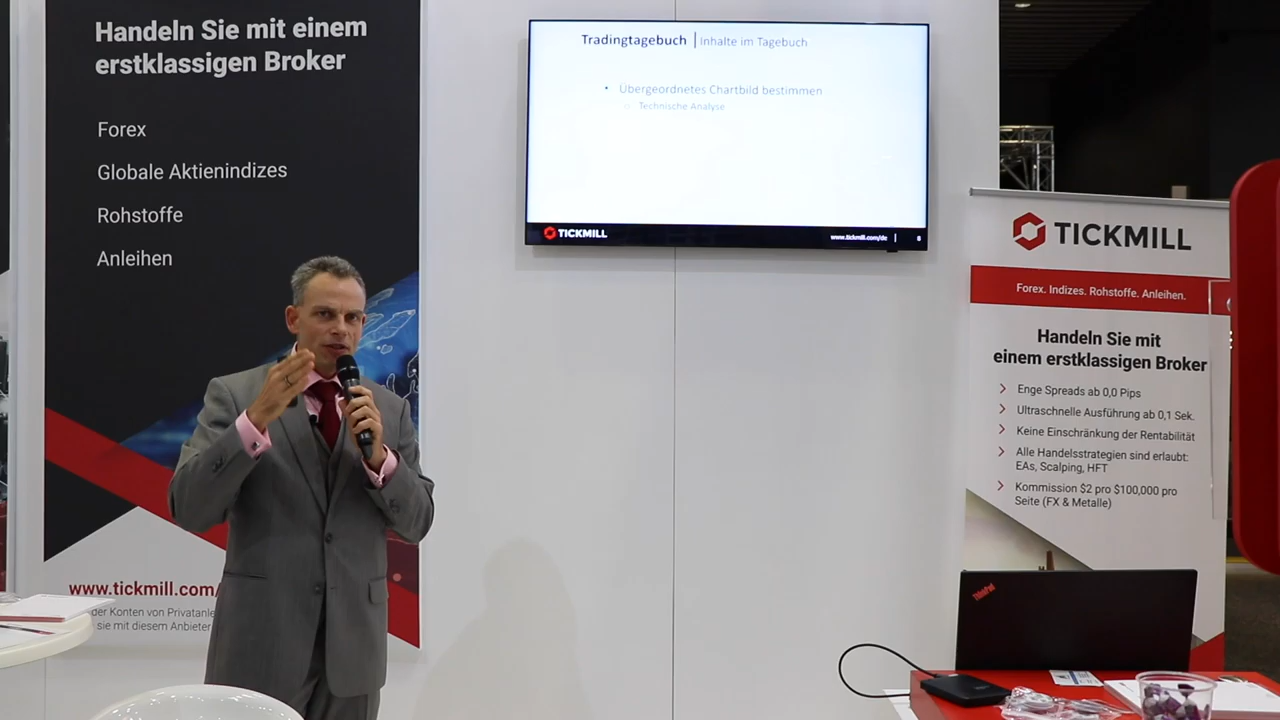 Handeln Sie mit einem
erstklassigen Broker
Forex
Globale Aktienindizes
Rohstoffe
Anleihen
www.tickmill.com/
der Konten von Privatanle
sie mit diesem Anbieter
Tradingtagebuch | Inhalte im Tagebuch
• Übergeordnetes Chartbild bestimmen
○ Technische Analyse
TICKMILL
www.tickmill.com/de | 8
TICKMILL
Forex. Indizes. Rohstoffe. Anleihen.
Handeln Sie mit
einem erstklassigen Broker
Enge Spreads ab 0,0 Pips
Ultraschnelle Ausführung ab 0,1 Sek.
Keine Einschränkung der Rentabilität
Alle Handelsstrategien sind erlaubt:
EAs, Scalping, HFT
Kommission $2 pro $100,000 pro
Seite (FX & Metalle)
ThinkPad